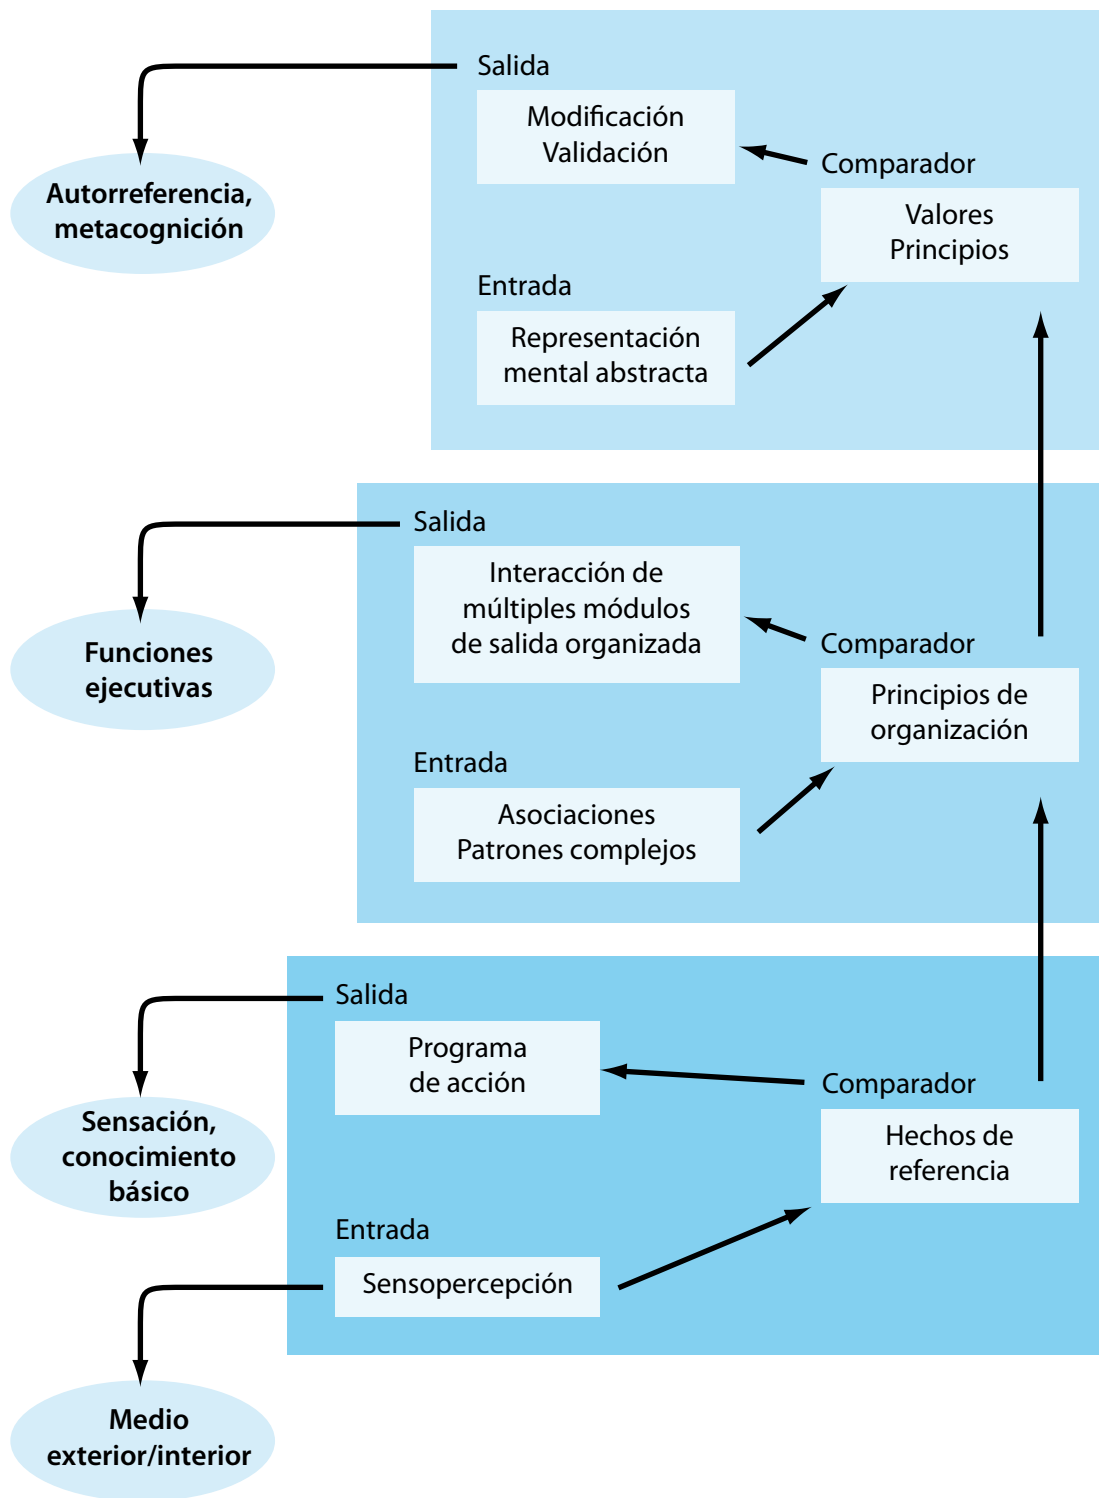 Salida
Modificación
Validación
Comparador
Autorreferencia,
metacognición
Valores
Principios
Entrada
Representación
mental abstracta
Salida
Interacción de
múltiples módulos
de salida organizada
Comparador
Funciones
ejecutivas
Principios de
organización
Entrada
Asociaciones
Patrones complejos
Salida
Programa
de acción
Comparador
Sensación,
conocimiento
básico
Hechos de
referencia
Entrada
Sensopercepción
Medio
exterior/interior